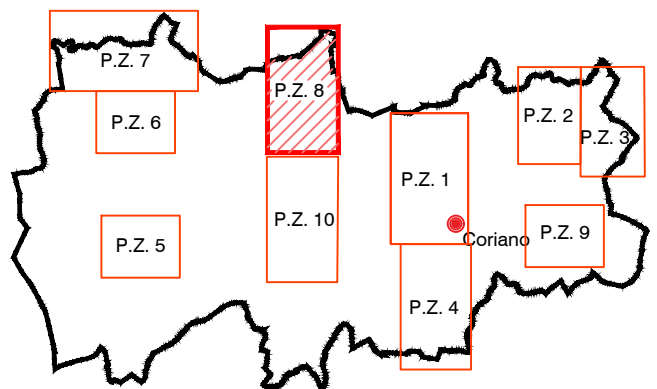 P.Z. 7
P.Z. 8
P.Z. 6
P.Z. 2
P.Z. 3
P.Z. 1
P.Z. 10
P.Z. 5
P.Z. 9
Coriano
P.Z. 4